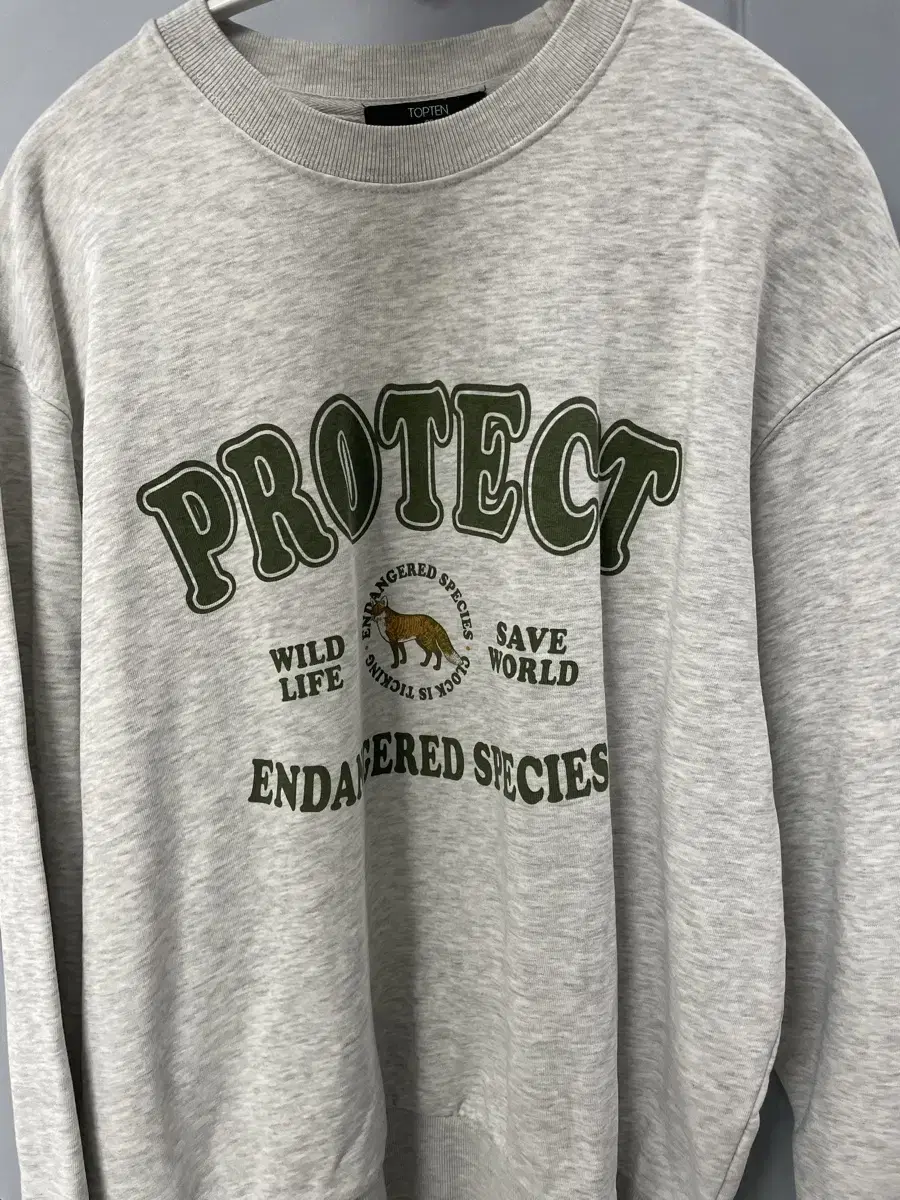 TOPTEN
PROTECT
ENDANGERED SPECIES
CLOCK IS TICKING
WILD
LIFE
SAVE
WORLD
ENDANGERED SPECIES